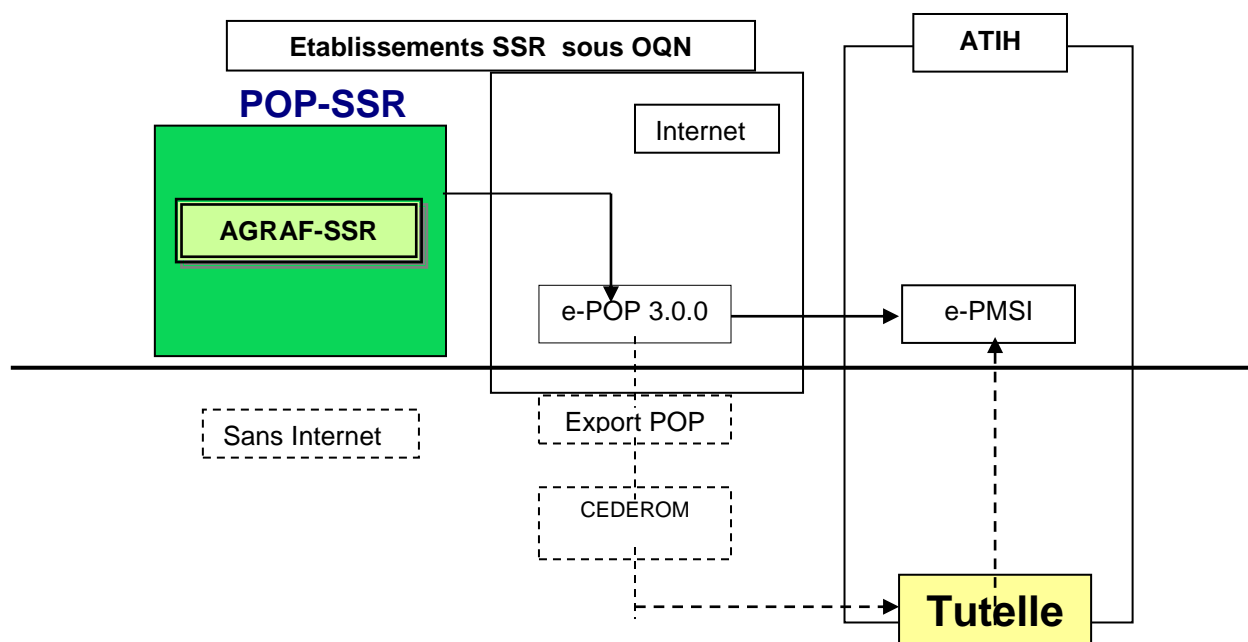 Etablissements SSR sous OQN
ATIH
POP-SSR
Internet
AGRAF-SSR
e-POP 3.0.0
e-PMSI
Sans Internet
Export POP
CEDEROM
Tutelle